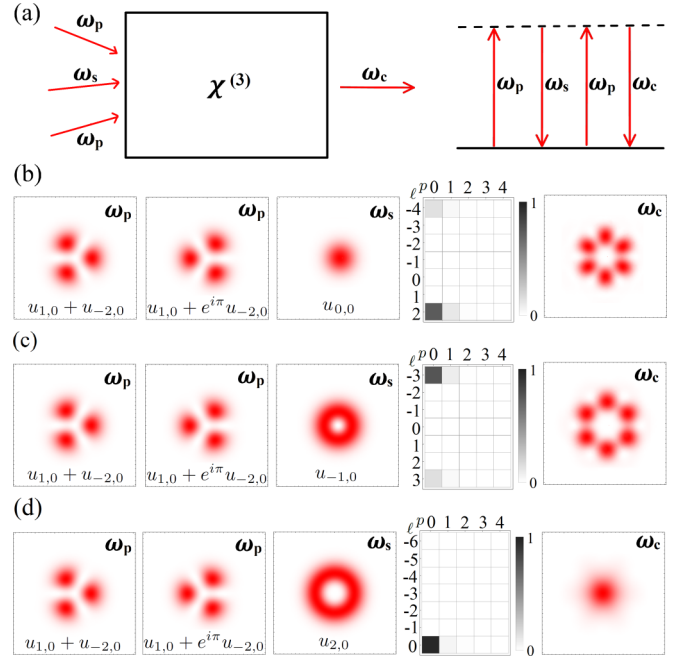 (a)
ωp
ωs
ωp
χ(3)
ωc
ωp ωs ωp ωc
(b)
ωp
u1,0 + u−2,0
ωp
u1,0 + e^{iπ}u−2,0
ωs
u0,0
ℓ p 0 1 2 3 4
-4
-3
-2
-1
0
1
2
1
0
ωc
(c)
ωp
u1,0 + u−2,0
ωp
u1,0 + e^{iπ}u−2,0
ωs
u−1,0
ℓ p 0 1 2 3 4
-3
-2
-1
0
1
2
3
1
0
ωc
(d)
ωp
u1,0 + u−2,0
ωp
u1,0 + e^{iπ}u−2,0
ωs
u2,0
ℓ p 0 1 2 3 4
-6
-5
-4
-3
-2
-1
0
1
0
ωc